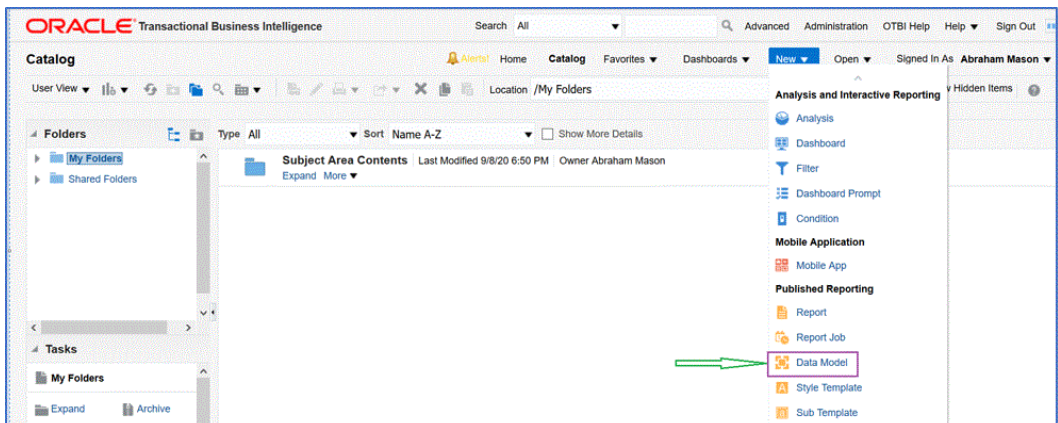 ORACLE® Transactional Business Intelligence Search All Advanced Administration OTBI Help Help Sign Out
Catalog Alerts! Home Catalog Favorites Dashboards New Open Signed In As Abraham Mason
User View Location /My Folders Hidden Items
Analysis and Interactive Reporting
Analysis
Folders Type All Sort Name A-Z Show More Details
Dashboard
My Folders Subject Area Contents Last Modified 9/8/20 6:50 PM Owner Abraham Mason
Expand More
Filter
Shared Folders
Dashboard Prompt
Condition
Mobile Application
Mobile App
Published Reporting
Report
Report Job
Tasks
Data Model
My Folders
Style Template
Expand Archive
Sub Template